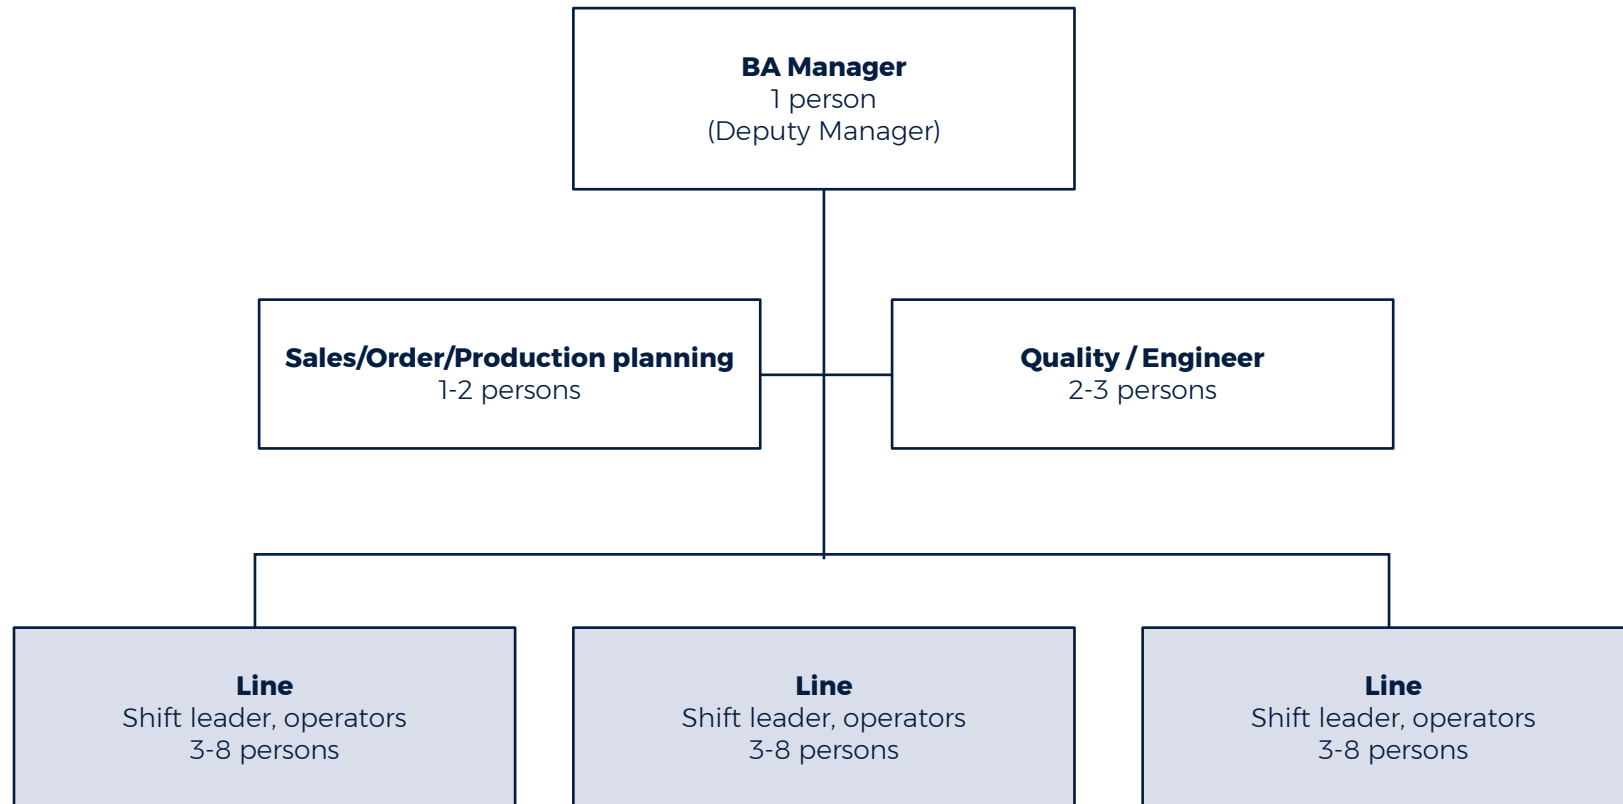 BA Manager
1 person
(Deputy Manager)
Sales/Order/Production planning
1-2 persons
Quality / Engineer
2-3 persons
Line
Shift leader, operators
3-8 persons
Line
Shift leader, operators
3-8 persons
Line
Shift leader, operators
3-8 persons